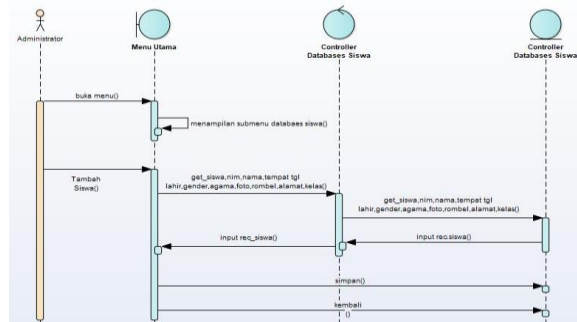 Administrator
Menu Utama
Controller
Databases Siswa
Controller
Databases Siswa
buka menu()
menampilan submenu databaes siswa()
Tambah
Siswa()
get_siswa,nim,nama,tempat tgl
lahir,gender,agama,foto,rombel,alamat,kelas()
get_siswa,nim,nama,tempat tgl
lahir,gender,agama,foto,rombel,alamat,kelas()
input rec_siswa()
input rec.siswa()
simpan()
kembali
()